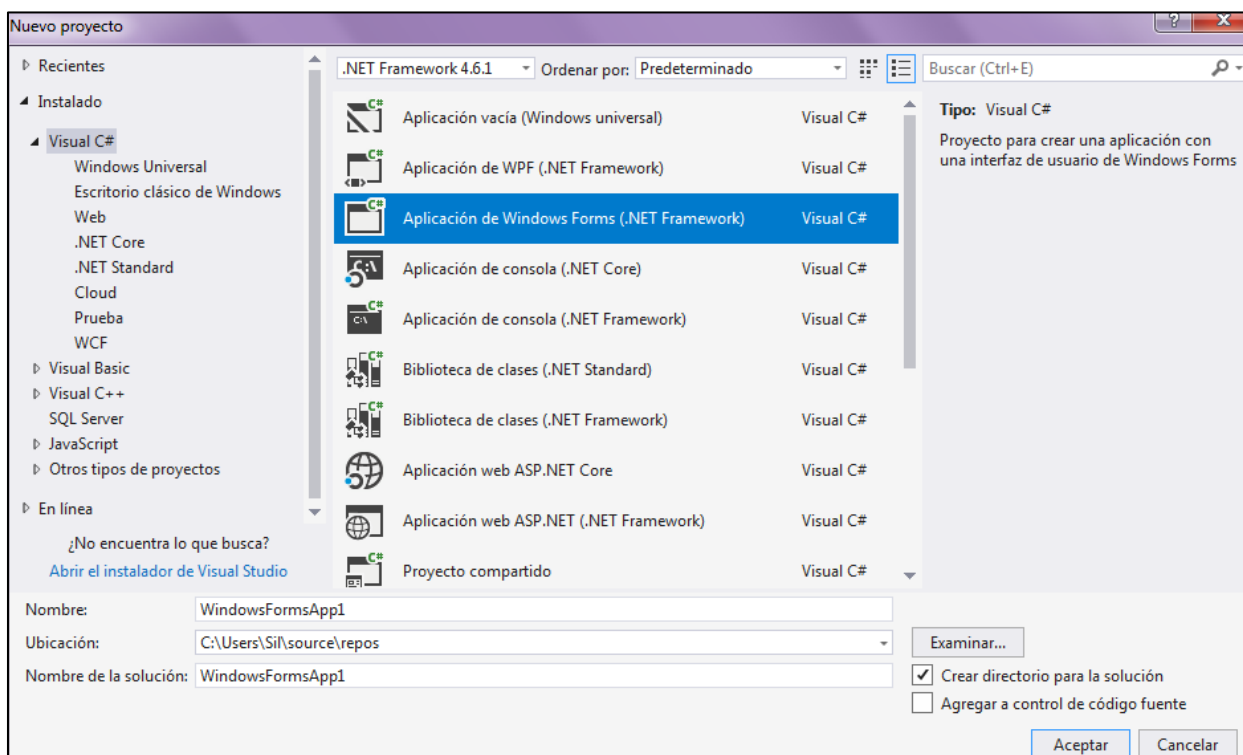 Nuevo proyecto
Recientes
Instalado
Visual C#
Windows Universal
Escritorio clásico de Windows
Web
.NET Core
.NET Standard
Cloud
Prueba
WCF
Visual Basic
Visual C++
SQL Server
JavaScript
Otros tipos de proyectos
En línea
¿No encuentra lo que busca?
Abrir el instalador de Visual Studio
.NET Framework 4.6.1 Ordenar por: Predeterminado
Aplicación vacía (Windows universal) Visual C#
Aplicación de WPF (.NET Framework) Visual C#
Aplicación de Windows Forms (.NET Framework) Visual C#
Aplicación de consola (.NET Core) Visual C#
Aplicación de consola (.NET Framework) Visual C#
Biblioteca de clases (.NET Standard) Visual C#
Biblioteca de clases (.NET Framework) Visual C#
Aplicación web ASP.NET Core Visual C#
Aplicación web ASP.NET (.NET Framework) Visual C#
Proyecto compartido Visual C#
Buscar (Ctrl+E)
Tipo: Visual C#
Proyecto para crear una aplicación con
una interfaz de usuario de Windows Forms
Nombre: WindowsFormsApp1
Ubicación: C:\Users\Sil\source\repos
Nombre de la solución: WindowsFormsApp1
Examinar...
Crear directorio para la solución
Agregar a control de código fuente
Aceptar Cancelar